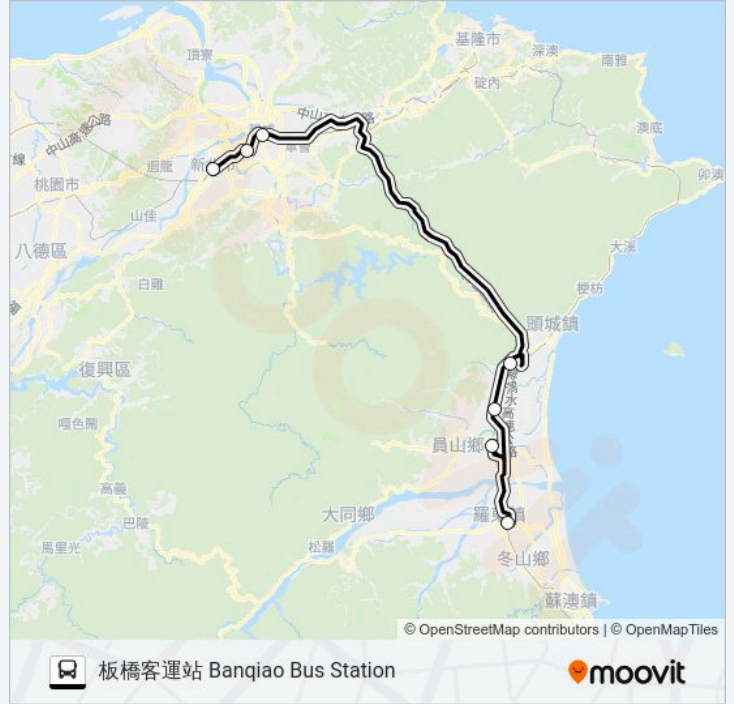 基隆市
頂寮
深澳
南雅
碇內
中山
路
中山高速公路
澳底
線
迴龍
新
卯澳
桃園市
山佳
大溪
八德區
白雞
梗枋
頭城鎮
復興區
水高速公路
嘎色鬧
員山鄉
高義
大同鄉
羅東鎮
巴陵
馬里光
松羅
冬山鄉
蘇澳鎮
© OpenStreetMap contributors | © OpenMapTiles
板橋客運站 Banqiao Bus Station
moovit